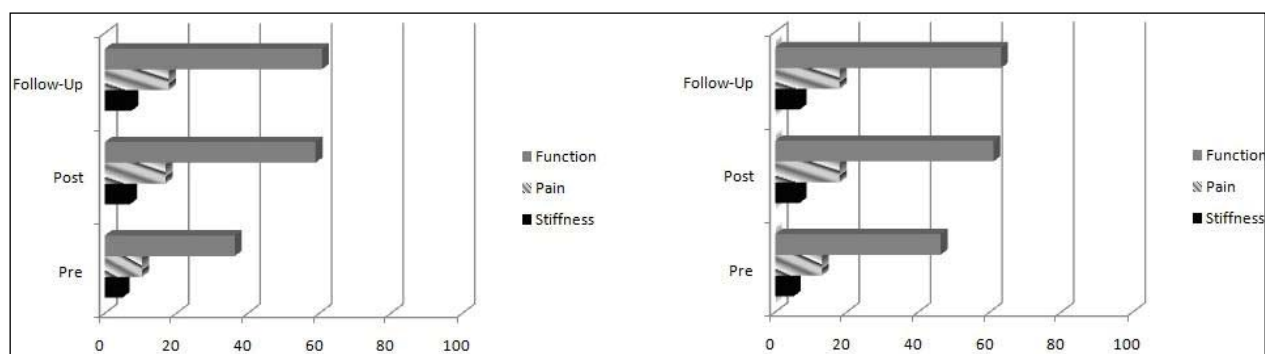 Follow-Up
Post
Pre
0 20 40 60 80 100
Function
Pain
Stiffness
Follow-Up
Post
Pre
0 20 40 60 80 100
Function
Pain
Stiffness